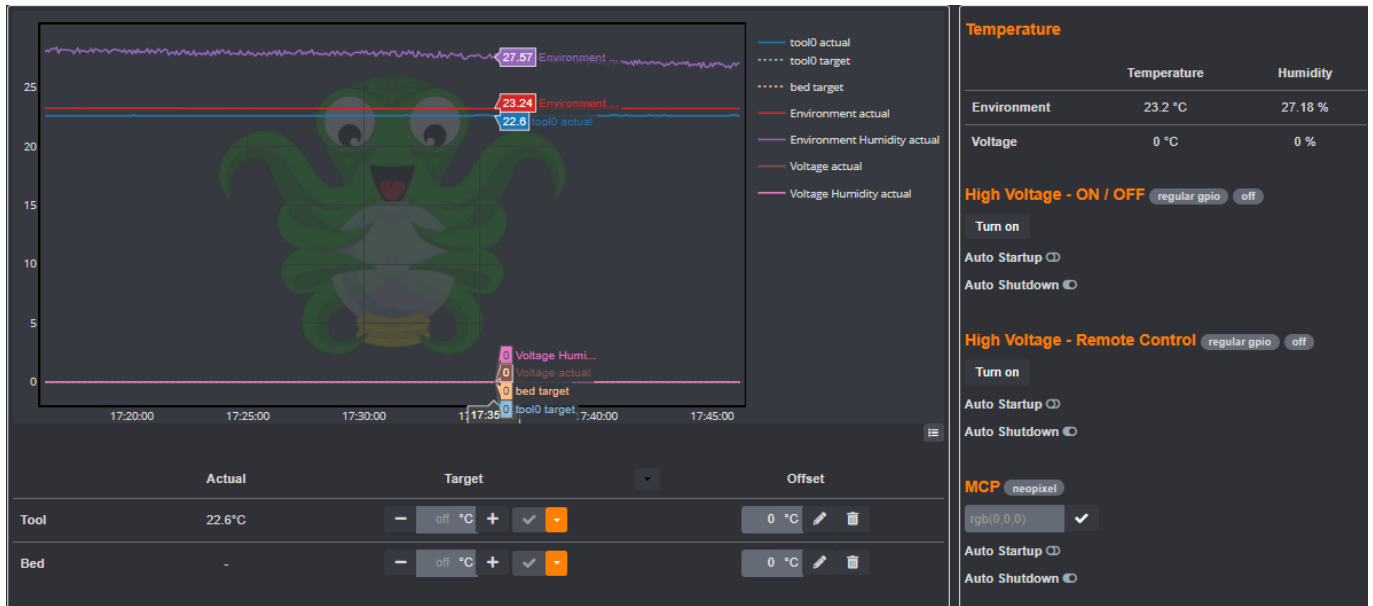 25
20
15
10
5
0
27.57 Environment ...
23.24 Environment ...
22.6 tool0 actual
0 Voltage Humi...
0 Voltage actual
0 bed target
0 tool0 target
17:20:00
17:25:00
17:30:00
17:35
17:40:00
17:45:00
tool0 actual
tool0 target
bed target
Environment actual
Environment Humidity actual
Voltage actual
Voltage Humidity actual
Actual Target Offset
Tool 22.6°C off °C 0 °C
Bed - off °C 0 °C
Temperature
Temperature Humidity
Environment 23.2 °C 27.18 %
Voltage 0 °C 0 %
High Voltage - ON / OFF regular gpio off
Turn on
Auto Startup
Auto Shutdown
High Voltage - Remote Control regular gpio off
Turn on
Auto Startup
Auto Shutdown
MCP neopixel
rgb(0,0,0)
Auto Startup
Auto Shutdown